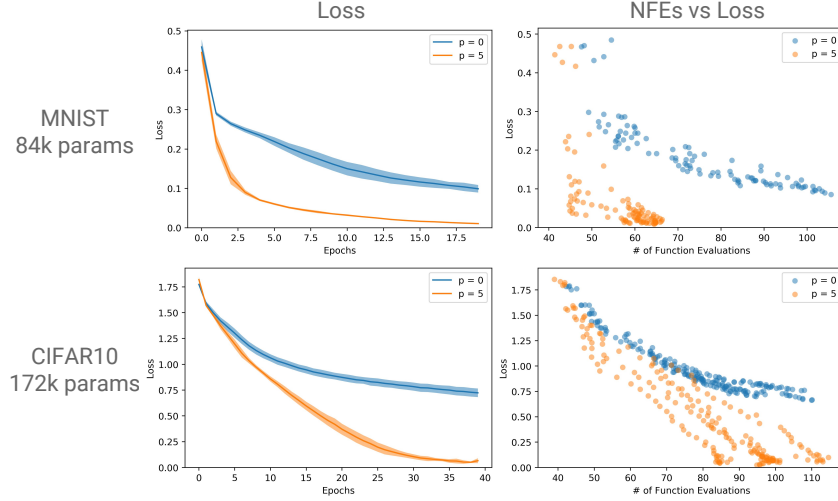 Loss
NFEs vs Loss
MNIST
84k params
0.5
0.4
0.3
0.2
0.1
0.0
Loss
p = 0
p = 5
0.0
2.5
5.0
7.5
10.0
12.5
15.0
17.5
Epochs
0.5
0.4
0.3
0.2
0.1
0.0
Loss
p = 0
p = 5
40
50
60
70
80
90
100
# of Function Evaluations
CIFAR10
172k params
1.75
1.50
1.25
1.00
0.75
0.50
0.25
0.00
Loss
p = 0
p = 5
0
5
10
15
20
25
30
35
40
Epochs
1.75
1.50
1.25
1.00
0.75
0.50
0.25
0.00
Loss
p = 0
p = 5
40
50
60
70
80
90
100
110
# of Function Evaluations